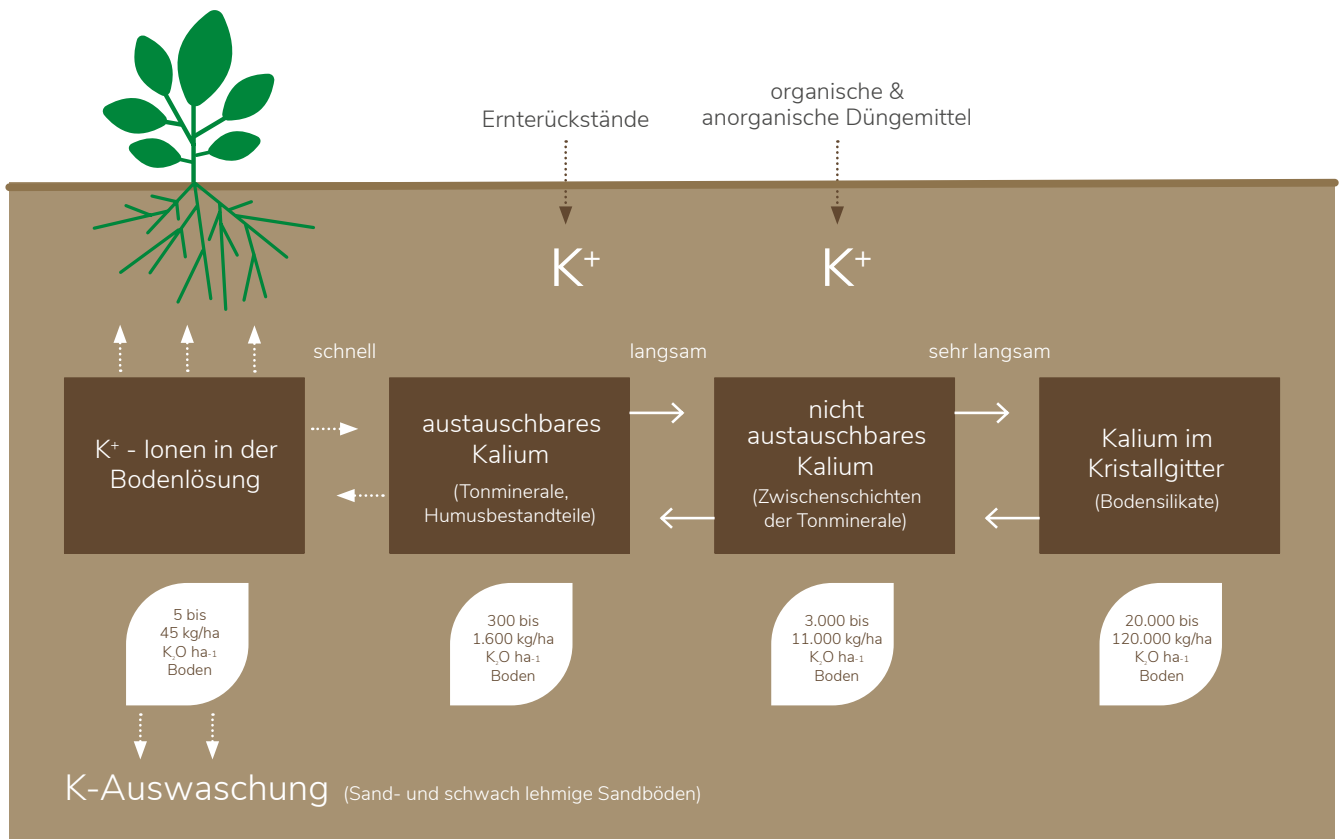 Ernterückstände
organische &
anorganische Düngemittel
K⁺
K⁺
schnell
langsam
sehr langsam
K⁺ - Ionen in der
Bodenlösung
austauschbares
Kalium
(Tonminerale,
Humusbestandteile)
nicht
austauschbares
Kalium
(Zwischenschichten
der Tonminerale)
Kalium im
Kristallgitter
(Bodensilikate)
5 bis
45 kg/ha
K₂O ha-1
Boden
300 bis
1.600 kg/ha
K₂O ha-1
Boden
3.000 bis
11.000 kg/ha
K₂O ha-1
Boden
20.000 bis
120.000 kg/ha
K₂O ha-1
Boden
K-Auswaschung (Sand- und schwach lehmige Sandböden)